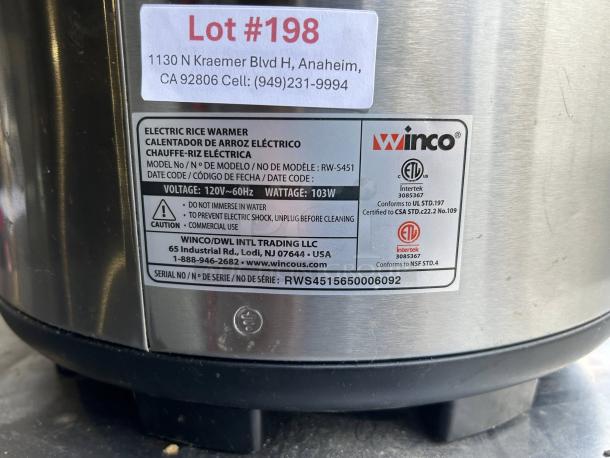 Lot #198
1130 N Kraemer Blvd H, Anaheim,
CA 92806 Cell: (949)231-9994
ELECTRIC RICE WARMER
CALENTADOR DE ARROZ ELÉCTRICO
CHAUFFE-RIZ ELÉCTRICA
MODEL No / Nº DE MODELO / NO DE MODÈLE : RW-S451
DATE CODE / CÓDIGO DE FECHA / DATE CODE :
VOLTAGE: 120V~60Hz WATTAGE: 103W
CAUTION
• DO NOT IMMERSE IN WATER
• TO PREVENT ELECTRIC SHOCK, UNPLUG BEFORE CLEANING
• COMMERCIAL USE
WINCO/DWL INTL TRADING LLC
65 Industrial Rd., Lodi, NJ 07644 • USA
1-888-946-2682 • www.wincous.com
SERIAL NO / Nº DE SERIE / NO DE SÉRIE : RWS4515650006092
winco®
C ETL US
Intertek
3085367
Conforms to UL STD.197
Certified to CSA STD.c22.2 No.109
ETL
Intertek
3085367
Conforms to NSF STD.4